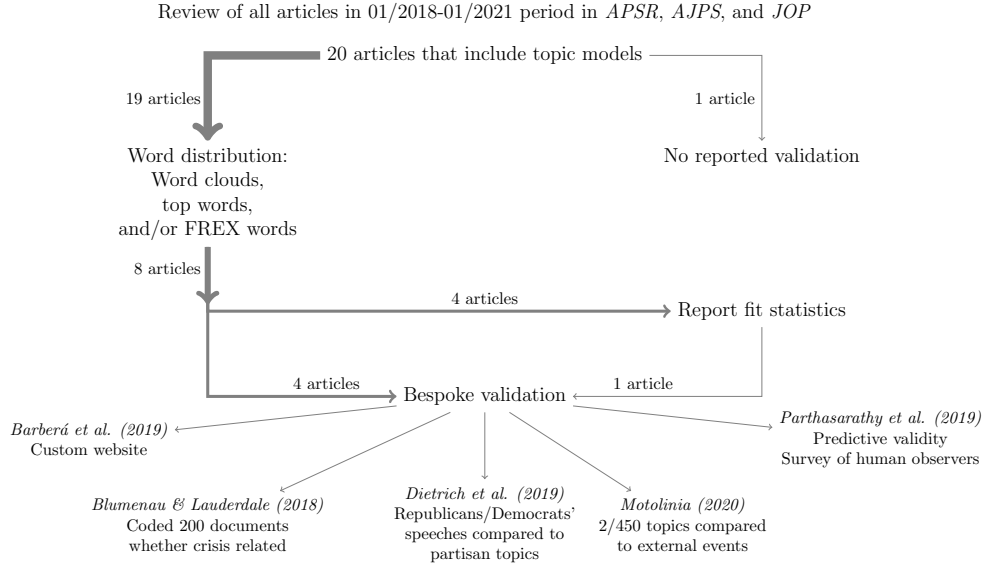 Review of all articles in 01/2018-01/2021 period in APSR, AJPS, and JOP
20 articles that include topic models
19 articles
1 article
Word distribution:
Word clouds,
top words,
and/or FREX words
No reported validation
8 articles
4 articles
Report fit statistics
4 articles
Bespoke validation
1 article
Barberá et al. (2019)
Custom website
Parthasarathy et al. (2019)
Predictive validity
Survey of human observers
Blumenau & Lauderdale (2018)
Coded 200 documents
whether crisis related
Dietrich et al. (2019)
Republicans/Democrats'
speeches compared to
partisan topics
Motolinia (2020)
2/450 topics compared
to external events